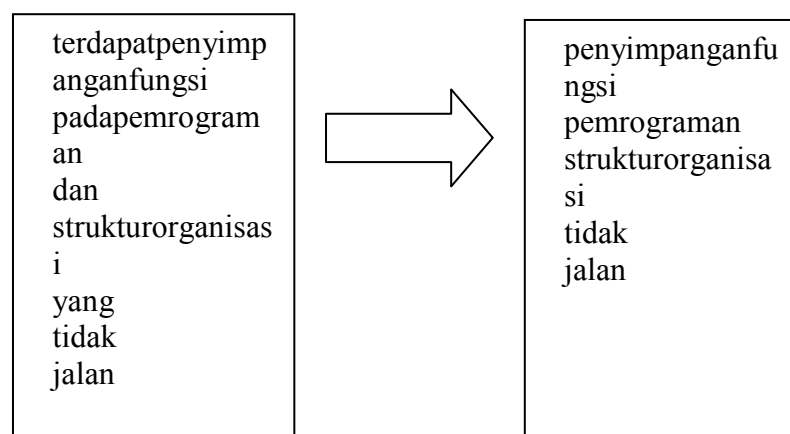 terdapatpenyimp
anganfungsi
padapemrogram
an
dan
strukturorganisas
i
yang
tidak
jalan
penyimpanganfu
ngsi
pemrograman
strukturorganisa
si
tidak
jalan